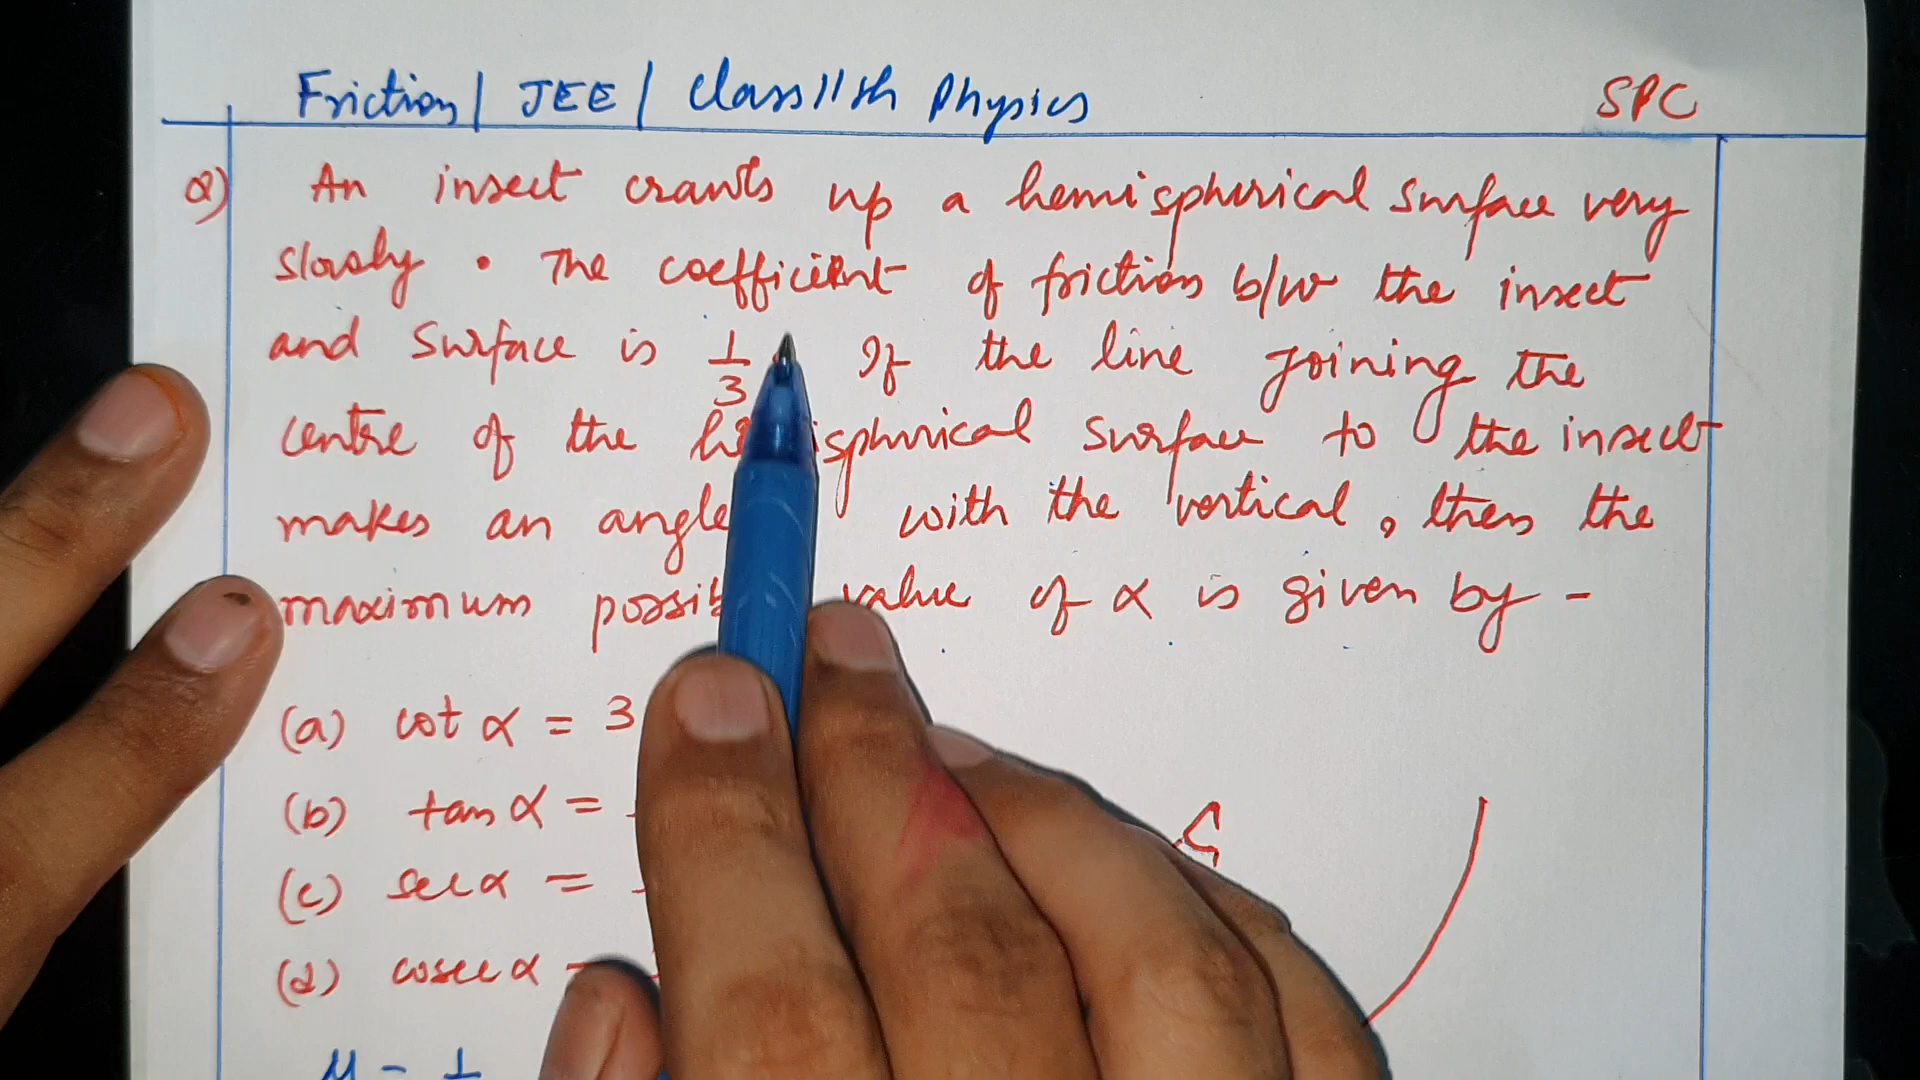 Friction / JEE / Class 11th Physics
SPC
Q) An insect crawls up a hemispherical surface very
slowly. The coefficient of friction b/w the insect
and surface is 1/3. If the line joining the
centre of the spherical surface to the insect
makes an angle with the vertical, then the
maximum value of α is given by -
(a) cot α = 3
(b) tan α =
(c) sec α =
(d) cosec α =
μ = 1